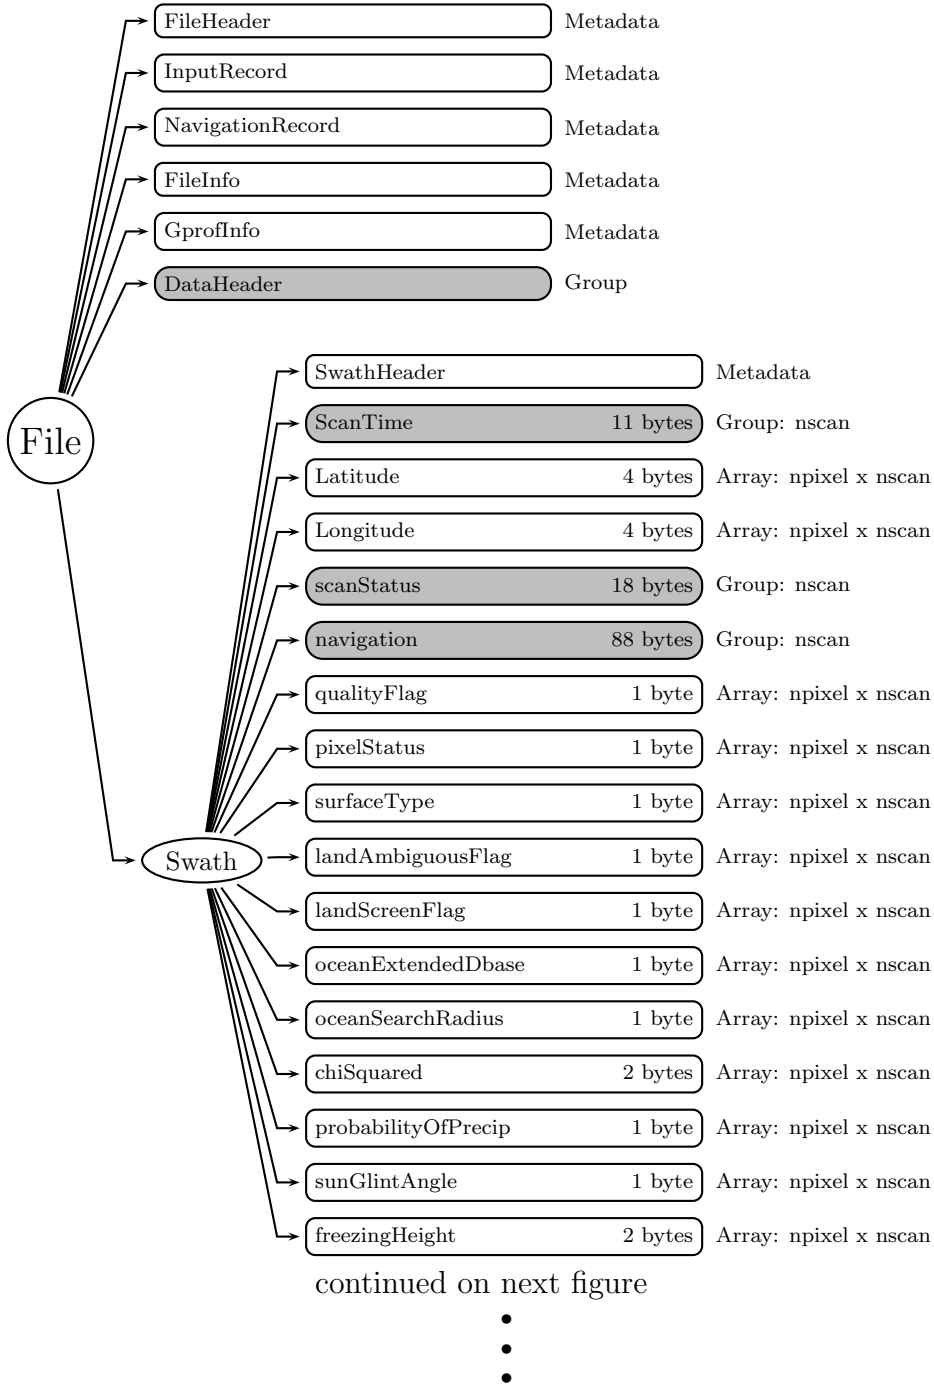 FileHeader Metadata
InputRecord Metadata
NavigationRecord Metadata
FileInfo Metadata
GprofInfo Metadata
DataHeader Group
SwathHeader Metadata
ScanTime 11 bytes Group: nscan
File
Latitude 4 bytes Array: npixel x nscan
Longitude 4 bytes Array: npixel x nscan
scanStatus 18 bytes Group: nscan
navigation 88 bytes Group: nscan
qualityFlag 1 byte Array: npixel x nscan
pixelStatus 1 byte Array: npixel x nscan
surfaceType 1 byte Array: npixel x nscan
Swath
landAmbiguousFlag 1 byte Array: npixel x nscan
landScreenFlag 1 byte Array: npixel x nscan
oceanExtendedDbase 1 byte Array: npixel x nscan
oceanSearchRadius 1 byte Array: npixel x nscan
chiSquared 2 bytes Array: npixel x nscan
probabilityOfPrecip 1 byte Array: npixel x nscan
sunGlintAngle 1 byte Array: npixel x nscan
freezingHeight 2 bytes Array: npixel x nscan
continued on next figure